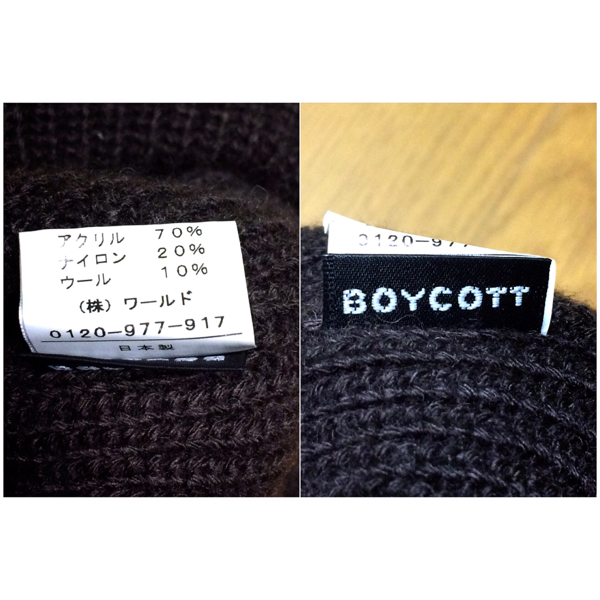 アクリル 70%
ナイロン 20%
ウール 10%
（株）ワールド
0120-977-917
日本製
0120-977
BOYCOTT